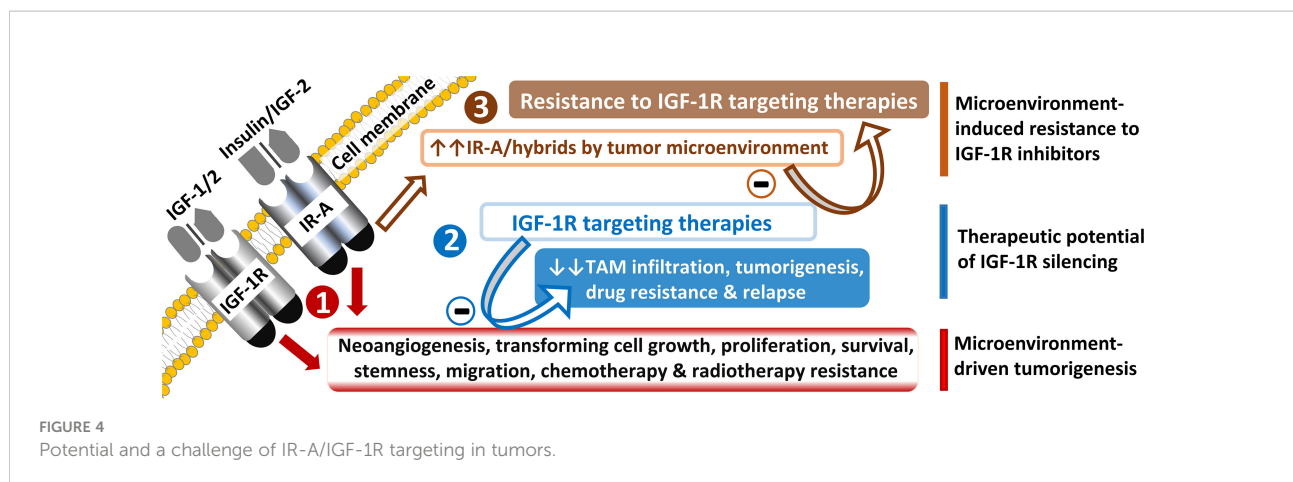 Insulin/IGF-2
IGF-1/2
Cell membrane
IR-A
IGF-1R
3
Resistance to IGF-1R targeting therapies
↑↑IR-A/hybrids by tumor microenvironment
-
Microenvironment-
induced resistance to
IGF-1R inhibitors
2
IGF-1R targeting therapies
↓↓TAM infiltration, tumorigenesis,
drug resistance & relapse
-
Therapeutic potential
of IGF-1R silencing
1
Neoangiogenesis, transforming cell growth, proliferation, survival,
stemness, migration, chemotherapy & radiotherapy resistance
Microenvironment-
driven tumorigenesis
FIGURE 4
Potential and a challenge of IR-A/IGF-1R targeting in tumors.